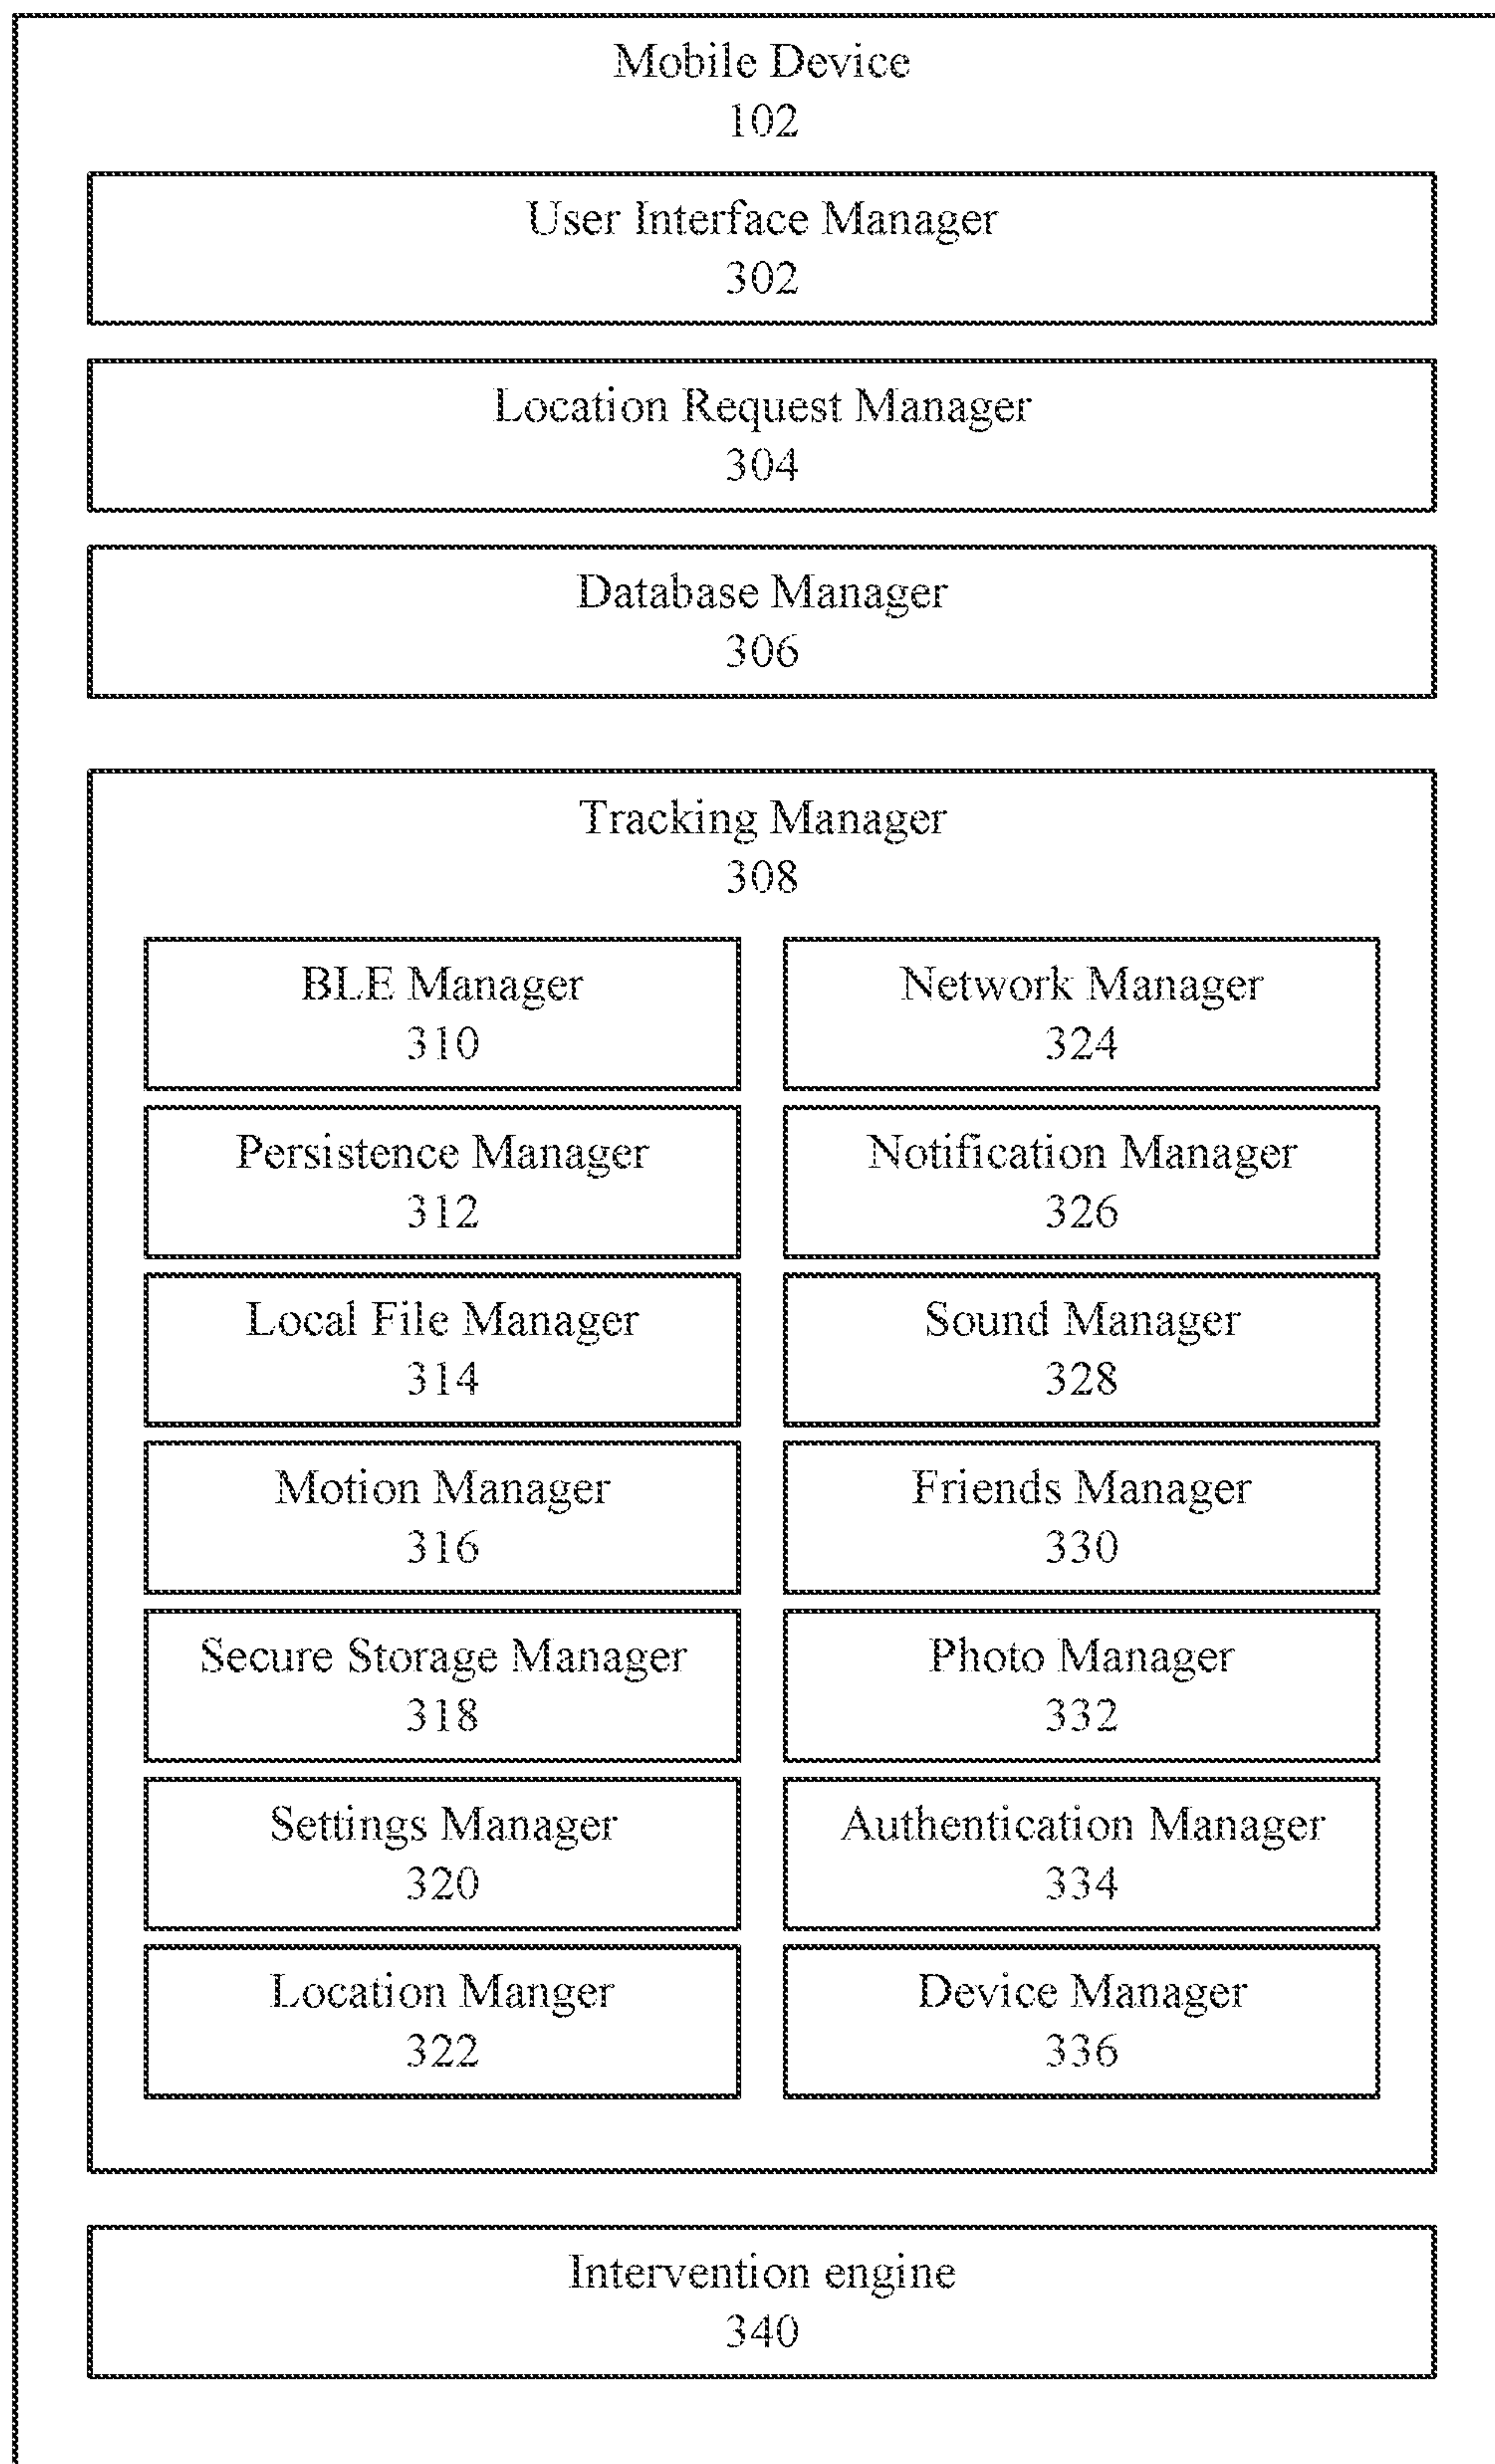 Mobile Device
102
User Interface Manager
302
Location Request Manager
304
Database Manager
306
Tracking Manager
308
BLE Manager
310
Network Manager
324
Persistence Manager
312
Notification Manager
326
Local File Manager
314
Sound Manager
328
Motion Manager
316
Friends Manager
330
Secure Storage Manager
318
Photo Manager
332
Settings Manager
320
Authentication Manager
334
Location Manger
322
Device Manager
336
Intervention engine
340